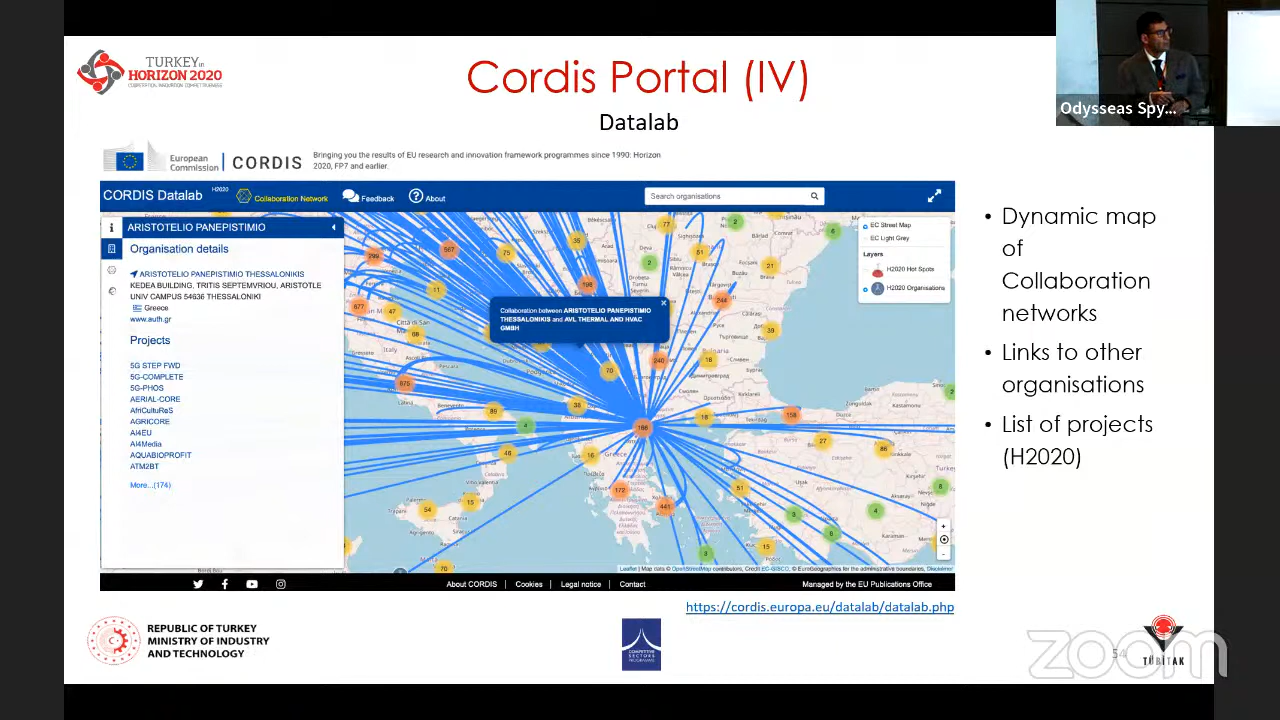 TURKEY in
HORIZON 2020
Cordis Portal (IV)
Datalab
Odysseas Spy...
European
Commission
CORDIS
Bringing you the results of EU research and innovation framework programmes since 1990: Horizon
2020, FP7 and earlier.
CORDIS Datalab
H2020
Collaboration Network
Feedback
About
Search organisations
ARISTOTELIO PANEPISTIMIO
Organisation details
ARISTOTELIO PANEPISTIMIO THESSALONIKIS
KEDEA BUILDING, TRITIS SEPTEMVRIOU, ARISTOTLE
UNIV CAMPUS 54636 THESSALONIKI
Greece
www.auth.gr
Projects
5G STEP FWD
5G-COMPLETE
5G-PHOS
AERIAL-CORE
AfriCultuReS
AGRICORE
AI4EU
AI4Media
AQUABIOPROFIT
ATM2BT
More...(174)
Collaboration between ARISTOTELIO PANEPISTIMIO
THESSALONIKIS and AVL THERMAL AND HVAC
GMBH
EC Street Map
EC Light Grey
Layers
H2020 Hot Spots
H2020 Organisations
• Dynamic map
of
Collaboration
networks
• Links to other
organisations
• List of projects
(H2020)
Leaflet | Map data © OpenStreetMap contributors, Credit EC-GISCO, © EuroGeographics for the administrative boundaries, Disclaimer
About CORDIS | Cookies | Legal notice | Contact
Managed by the EU Publications Office
https://cordis.europa.eu/datalab/datalab.php
REPUBLIC OF TURKEY
MINISTRY OF INDUSTRY
AND TECHNOLOGY
COMPETITIVE
SECTORS
PROGRAMME
54
TÜBİTAK
zoom